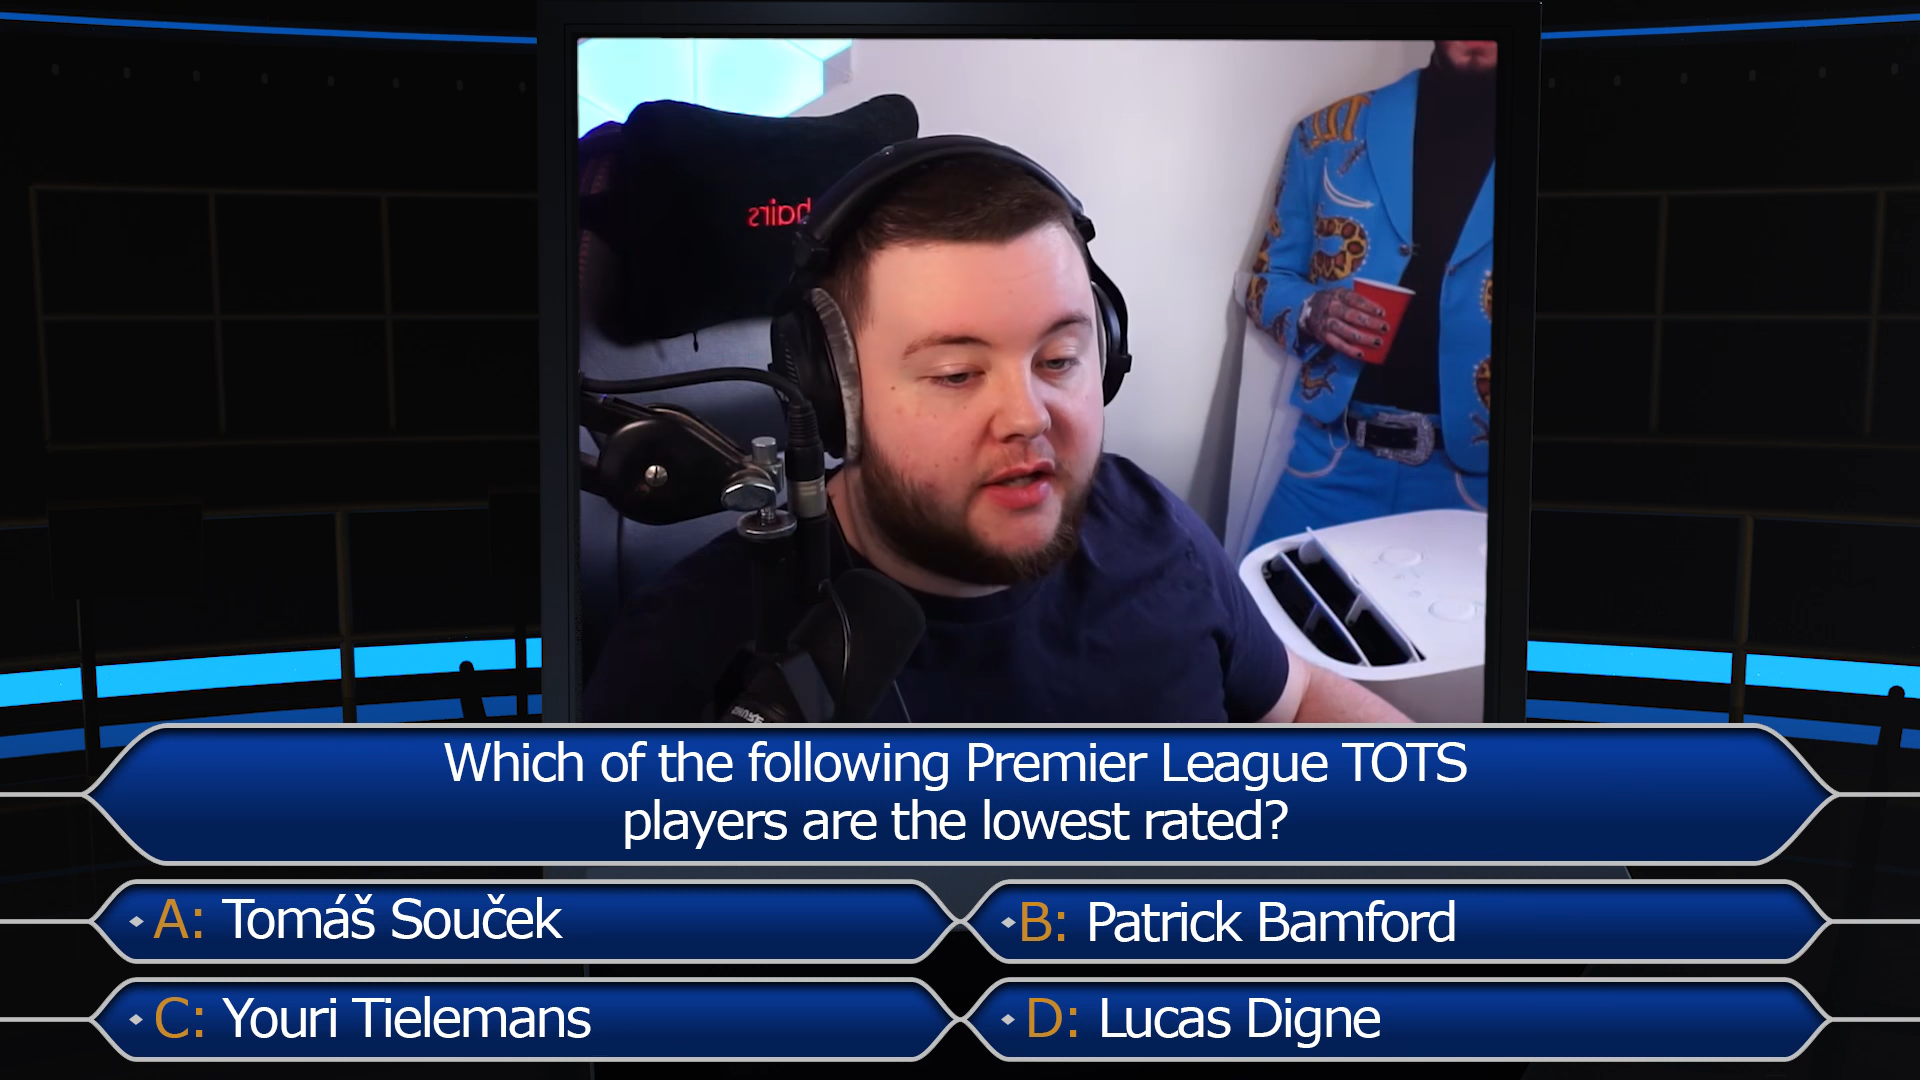 hairs
Which of the following Premier League TOTS
players are the lowest rated?
A: Tomáš Souček
B: Patrick Bamford
C: Youri Tielemans
D: Lucas Digne